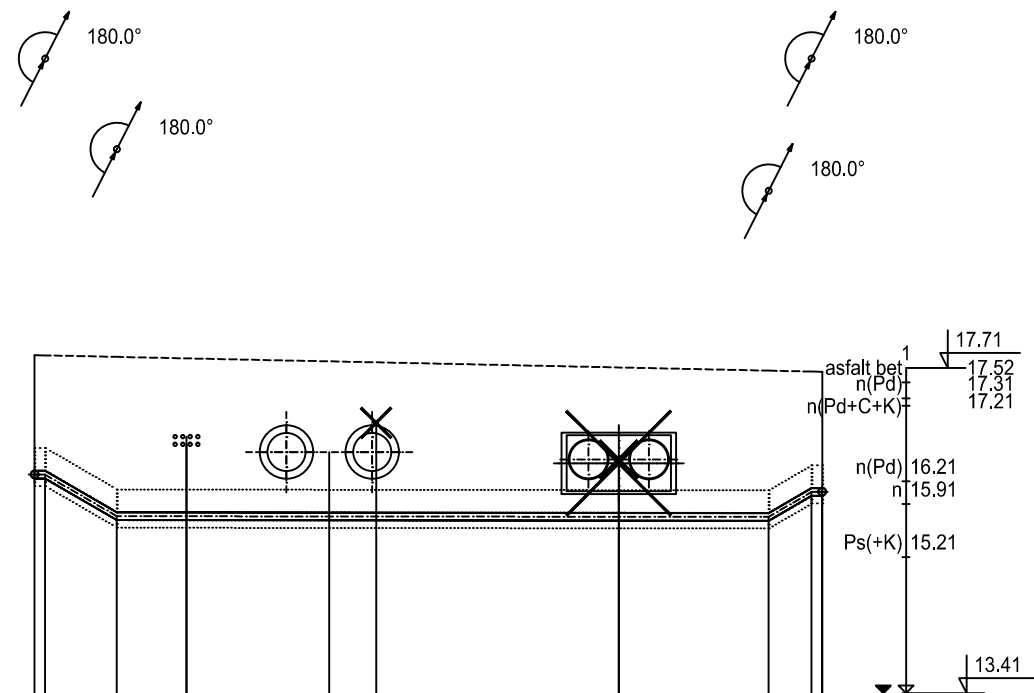 180.0°
180.0°
180.0°
180.0°
17.71
1
asfalt bet 17.52
n(Pd) 17.31
n(Pd+C+K) 17.21
n(Pd) 16.21
n 15.91
Ps(+K) 15.21
13.41